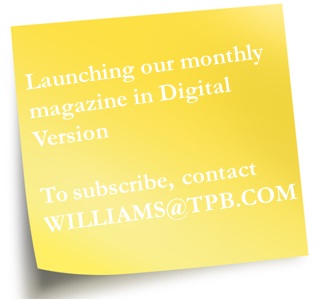 Launching our monthly
magazine in Digital
Version
To subscribe, contact
WILLIAMS@TPB.COM